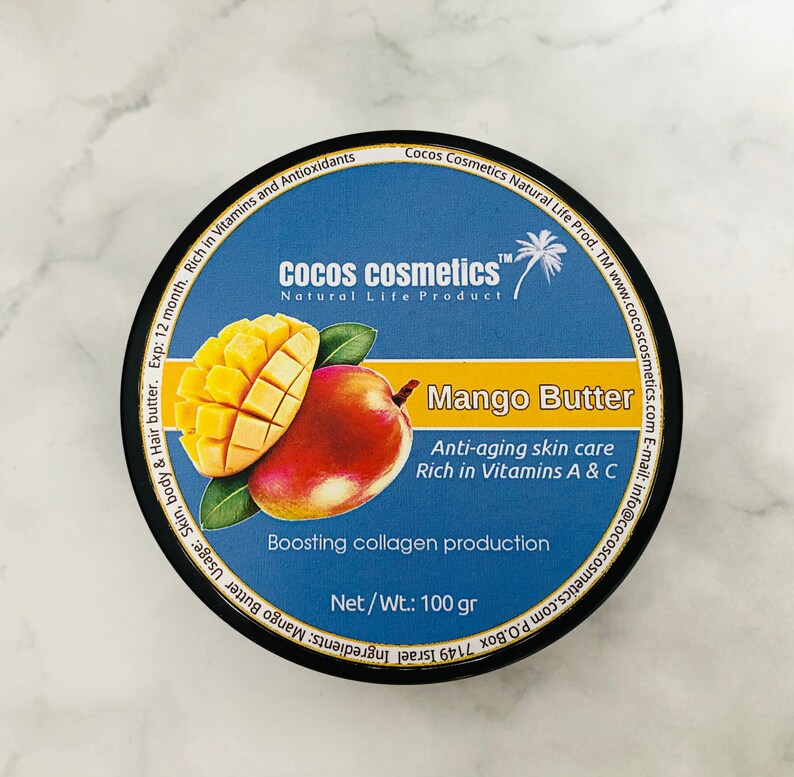 COCOS COSMETICS™
Natural Life Product
Mango Butter
Anti-aging skin care
Rich in Vitamins A & C
Boosting collagen production
Net/Wt.: 100 gr
Cocos Cosmetics Natural Life Prod. TM www.cocoscosmetics.com E-mail: info@cocoscosmetics.com P.O.Box 7149 Israel Ingredients: Mango Butter Usage: Skin, body & Hair butter. Exp: 12 month. Rich in Vitamins and Antioxidants